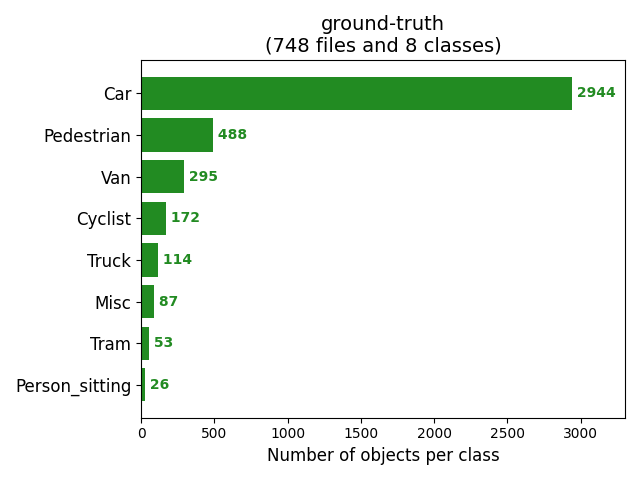 ground-truth
(748 files and 8 classes)
Car 2944
Pedestrian 488
Van 295
Cyclist 172
Truck 114
Misc 87
Tram 53
Person_sitting 26
0 500 1000 1500 2000 2500 3000
Number of objects per class